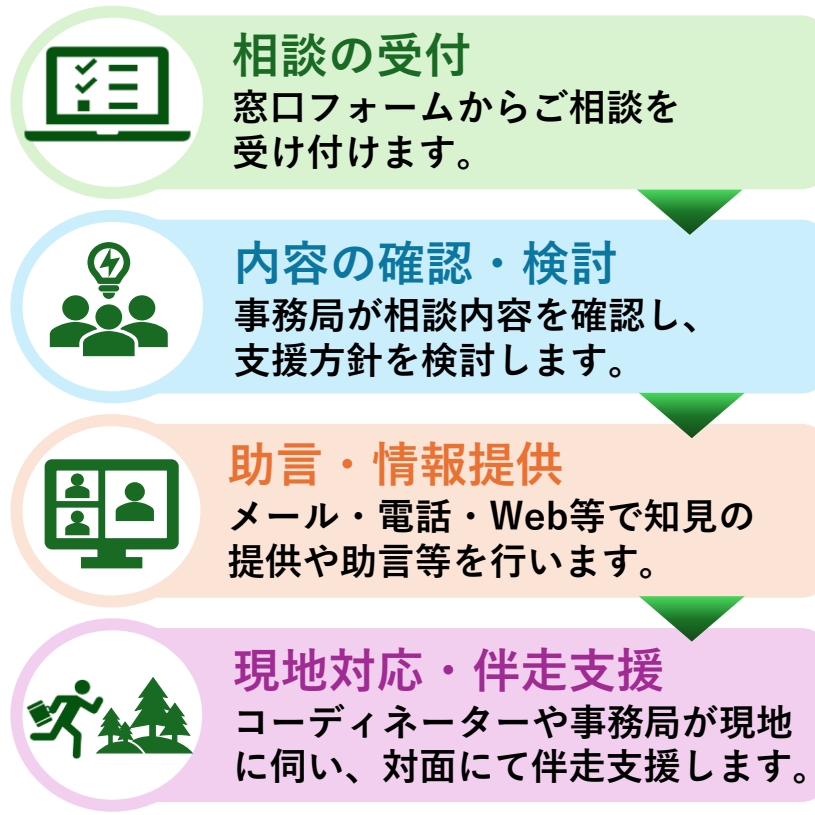 相談の受付
窓口フォームからご相談を
受け付けます。
内容の確認・検討
事務局が相談内容を確認し、
支援方針を検討します。
助言・情報提供
メール・電話・Web等で知見の
提供や助言等を行います。
現地対応・伴走支援
コーディネーターや事務局が現地
に伺い、対面にて伴走支援します。